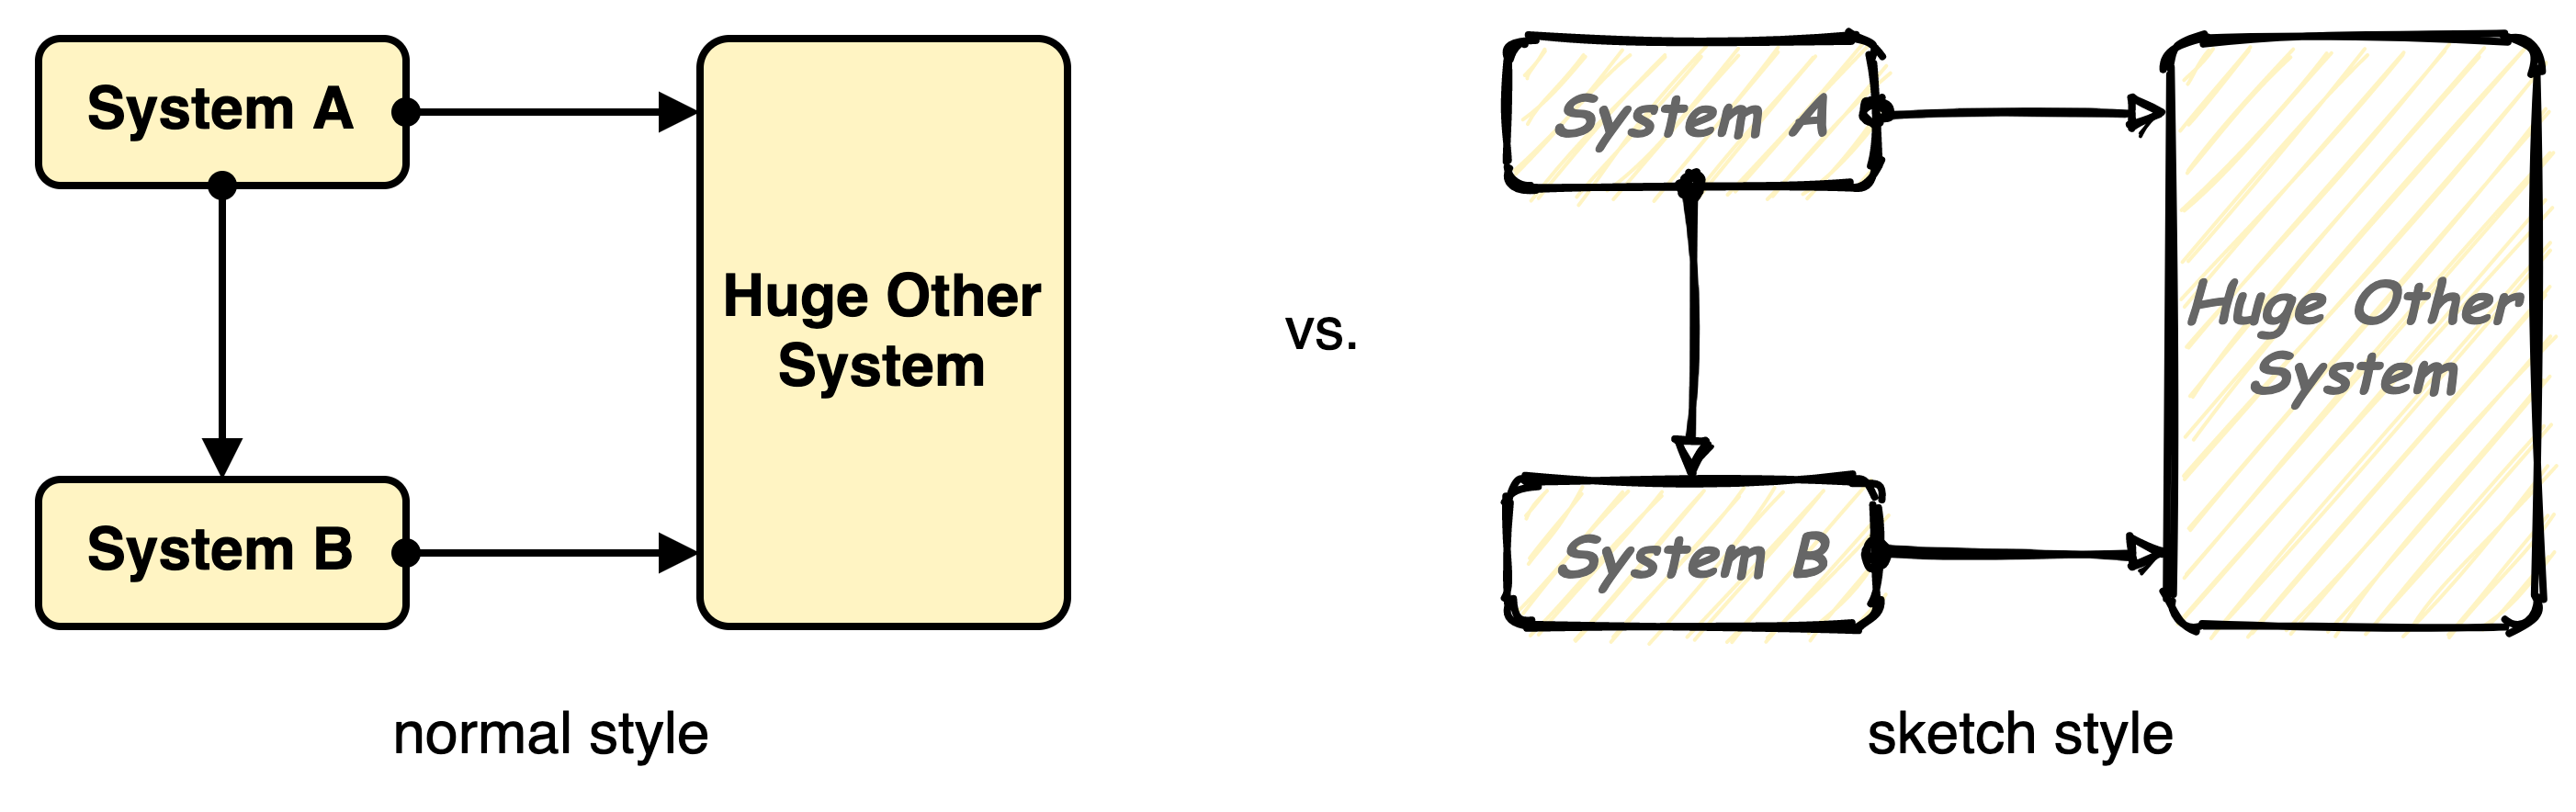 System A
Huge Other
System
System B
normal style
vs.
System A
Huge Other
System
System B
sketch style